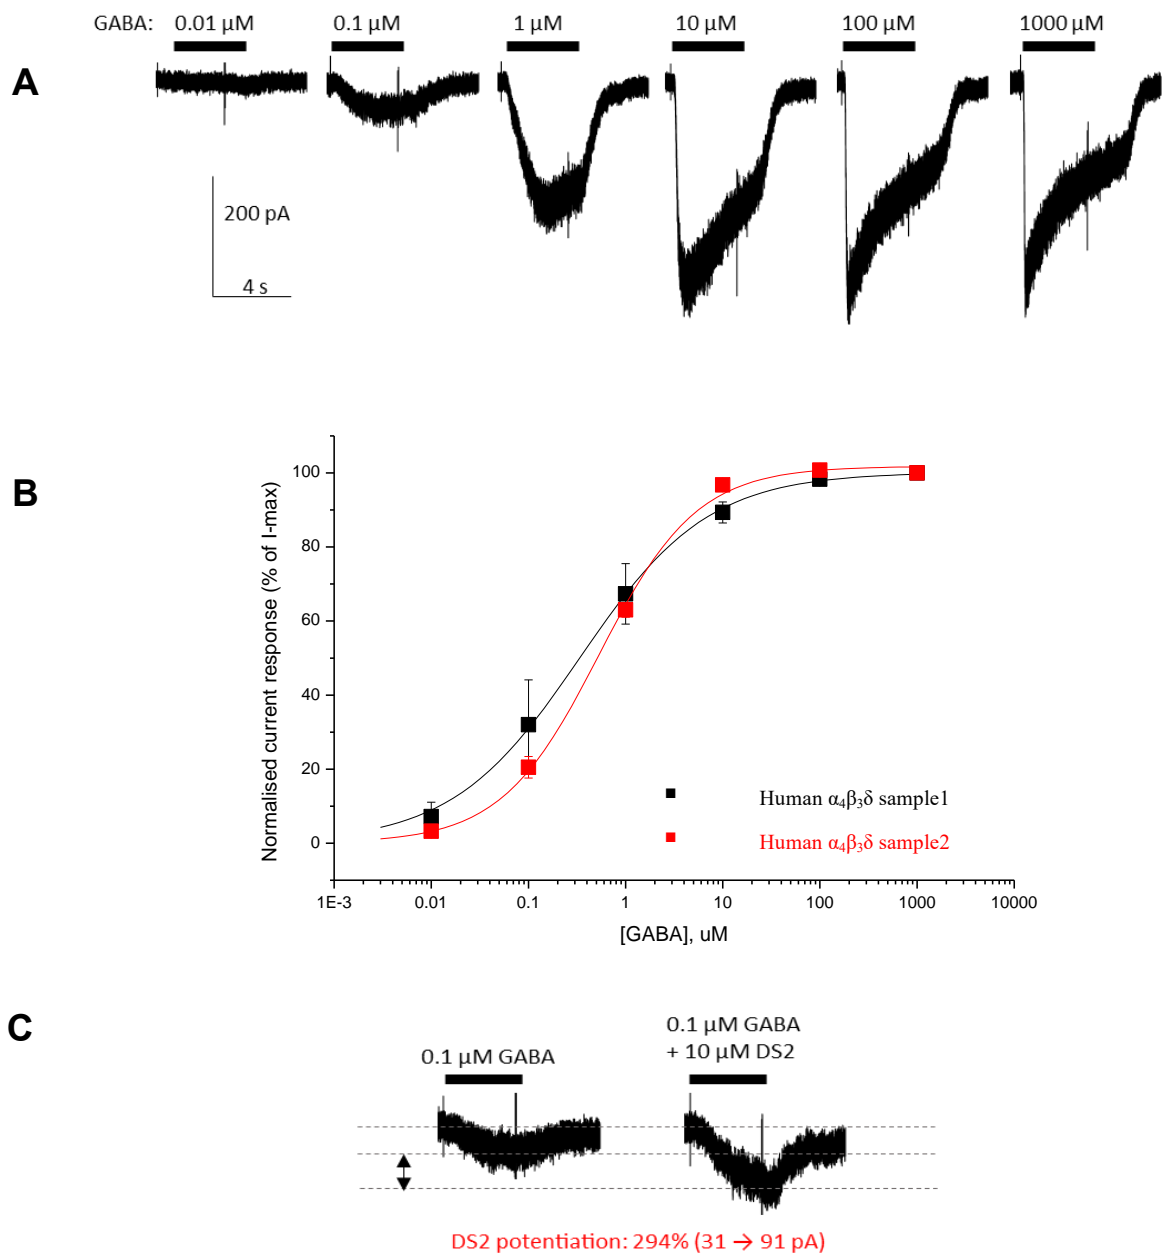 GABA: 0.01 µM 0.1 µM 1 µM 10 µM 100 µM 1000 µM
A
200 pA
4 s
B
Normalised current response (% of I-max)
100
80
60
40
20
0
Human α₄β₃δ sample1
Human α₄β₃δ sample2
1E-3 0.01 0.1 1 10 100 1000 10000
[GABA], uM
C
0.1 µM GABA
0.1 µM GABA
+ 10 µM DS2
DS2 potentiation: 294% (31 → 91 pA)